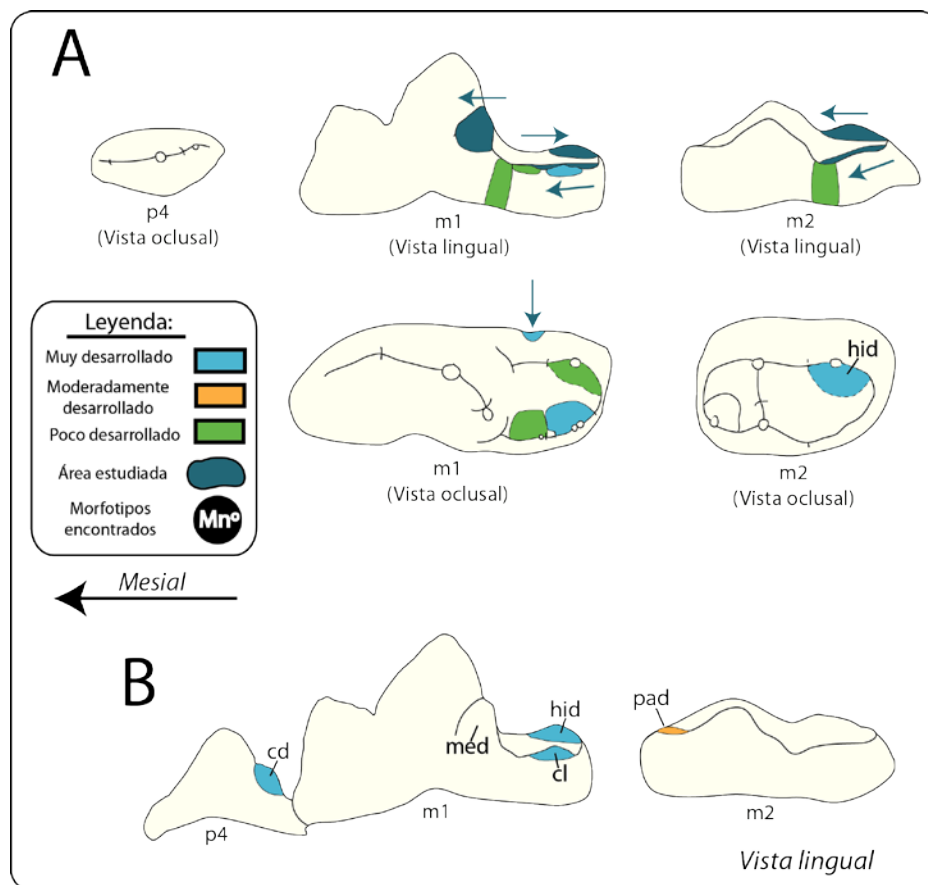 A
p4
(Vista oclusal)
m1
(Vista lingual)
m2
(Vista lingual)
Leyenda:
Muy desarrollado
Moderadamente
desarrollado
Poco desarrollado
Área estudiada
Morfotipos
encontrados
Mnº
hid
m1
(Vista oclusal)
m2
(Vista oclusal)
Mesial
B
cd
med
hid
cl
pad
p4
m1
m2
Vista lingual